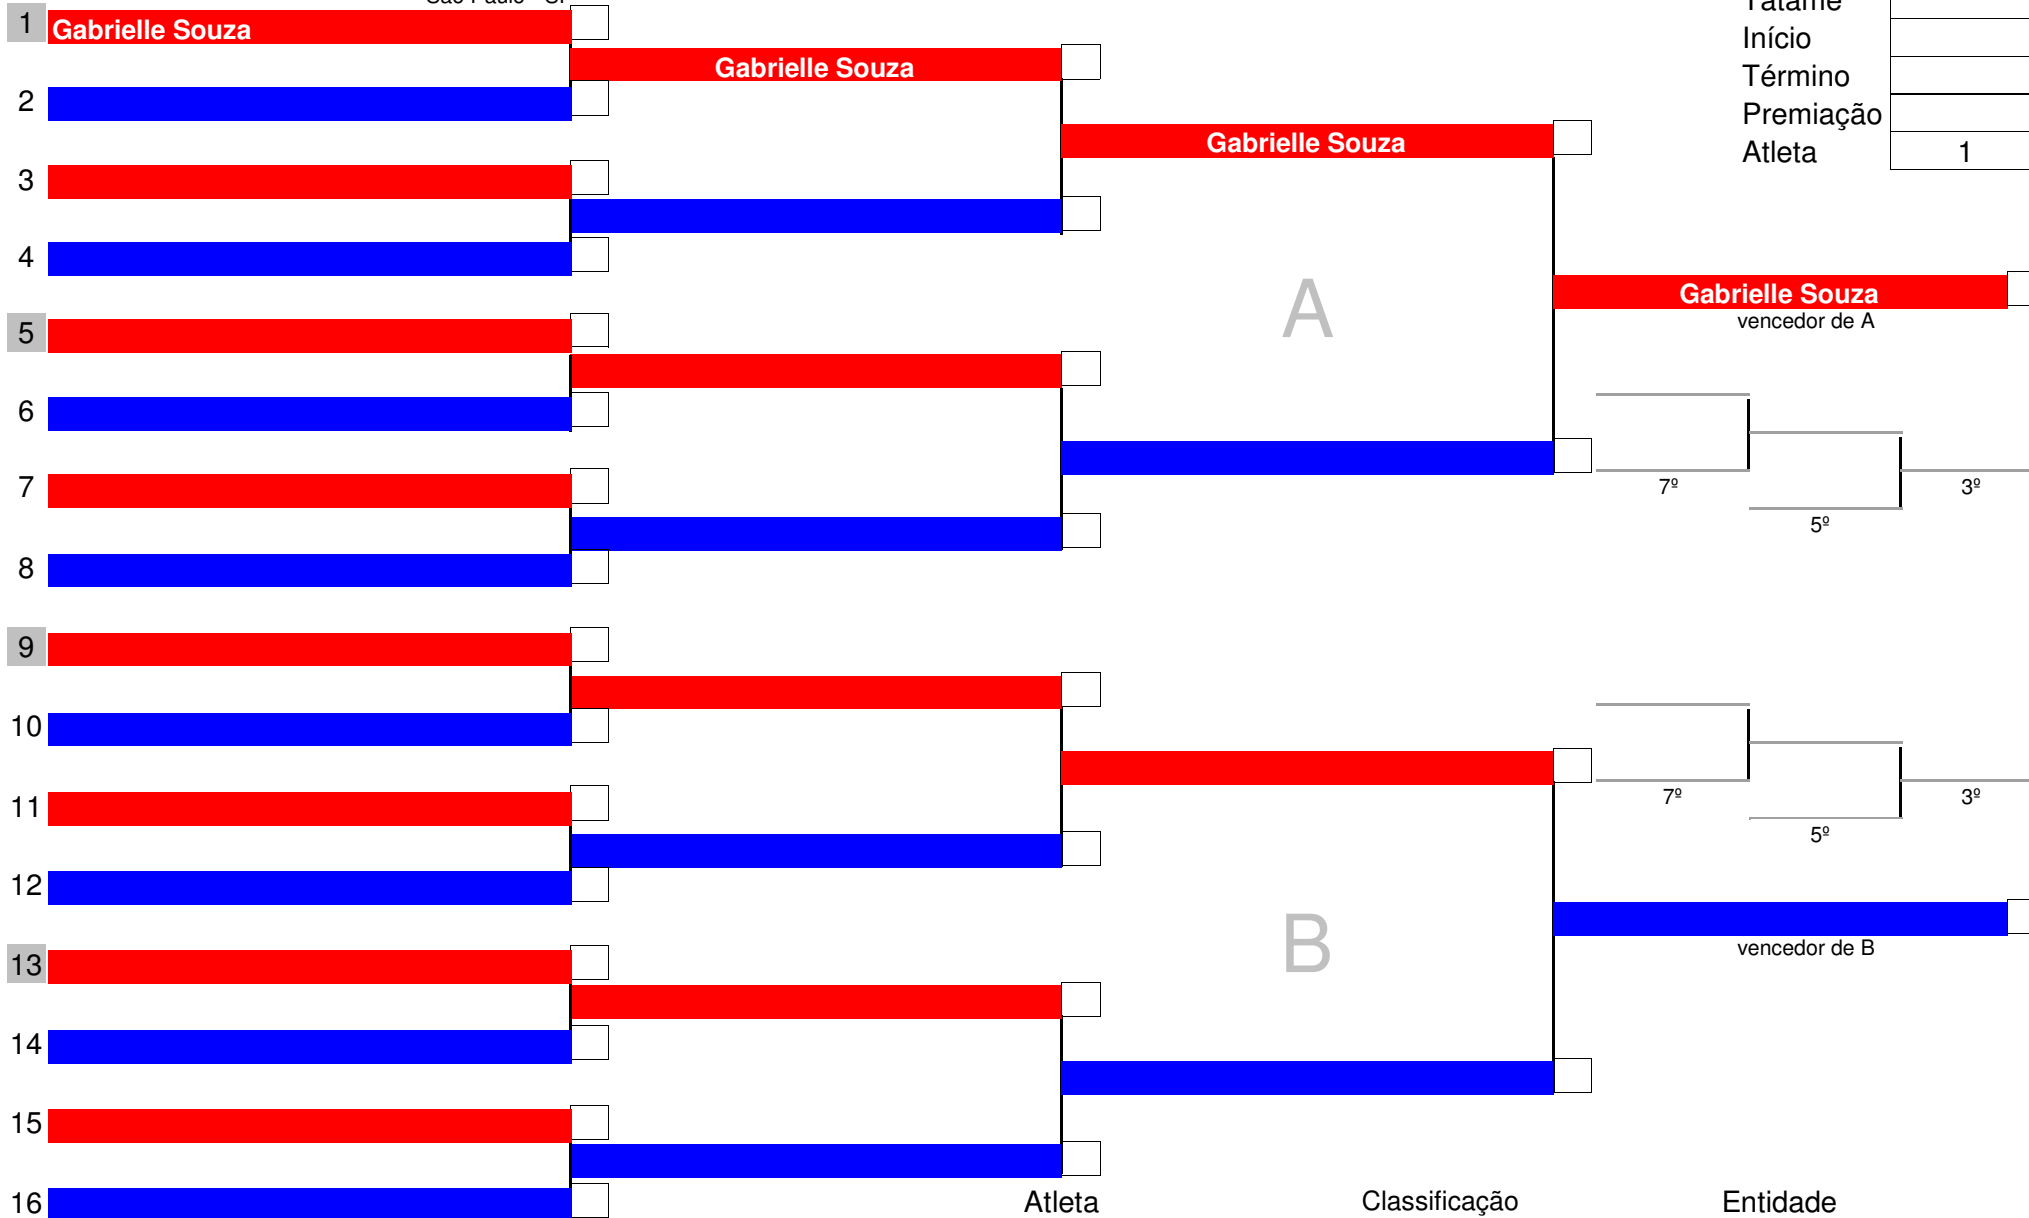 1 Gabrielle Souza
Gabrielle Souza
Gabrielle Souza
Gabrielle Souza
vencedor de A
2
3
4
5
6
7
8
9
10
11
12
13
14
15
16
A
B
Tatame
Início
Término
Premiação
Atleta 1
7º
5º
3º
7º
5º
3º
vencedor de B
Atleta Classificação Entidade